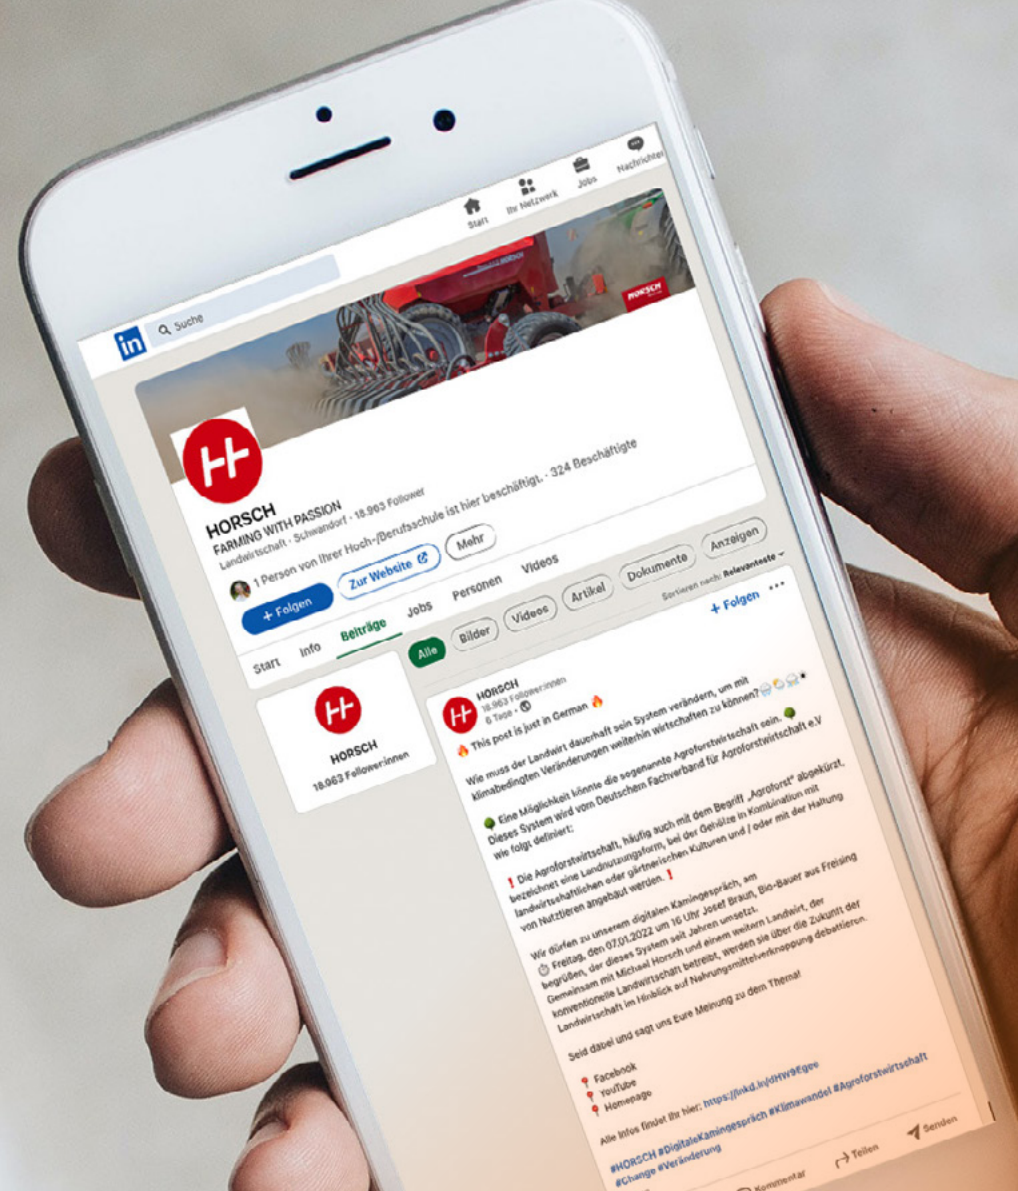 Start
Ihr Netzwerk
Jobs
Nachrichten
in
Suche
HORSCH
HORSCH
FARMING WITH PASSION
Landwirtschaft · Schwandorf · 18.963 Follower
1 Person von Ihrer Hoch-/Berufsschule ist hier beschäftigt. · 324 Beschäftigte
+ Folgen
Zur Website
Mehr
Start
Info
Beiträge
Jobs
Personen
Videos
Alle
Bilder
Videos
Artikel
Dokumente
Anzeigen
Sortieren nach: Relevanteste
HORSCH
18.963 Follower:innen
+ Folgen
HORSCH
18.963 Follower:innen
6 Tage •
🔥 This post is just in German 🔥
Wie muss der Landwirt dauerhaft sein System verändern, um mit
klimabedingten Veränderungen weiterhin wirtschaften zu können?
🌳 Eine Möglichkeit könnte die sogenannte Agroforstwirtschaft sein. 🌳
Dieses System wird vom Deutschem Fachverband für Agroforstwirtschaft e.V
wie folgt definiert:
❗ Die Agroforstwirtschaft, häufig auch mit dem Begriff „Agroforst" abgekürzt,
bezeichnet eine Landnutzungsform, bei der Gehölze in Kombination mit
landwirtschaftlichen oder gärtnerischen Kulturen und / oder mit der Haltung
von Nutztieren angebaut werden. ❗
Wir dürfen zu unserem digitalen Kamingespräch, am
⏱ Freitag, den 07.01.2022 um 16 Uhr Josef Braun, Bio-Bauer aus Freising
begrüßen, der dieses System seit Jahren umsetzt.
Gemeinsam mit Michael Horsch und einem weitern Landwirt, der
konventionelle Landwirtschaft betreibt, werden sie über die Zukunft der
Landwirtschaft im Hinblick auf Nahrungsmittelverknappung debattieren.
Seid dabei und sagt uns Eure Meinung zu dem Thema!
📍 Facebook
📍 YouTube
📍 Homepage
Alle Infos findet Ihr hier: https://lnkd.in/dHW9Egee
#HORSCH #DigitaleKamingespräch #Klimawandel #Agroforstwirtschaft
#Change #Veränderung
Kommentar
Teilen
Senden